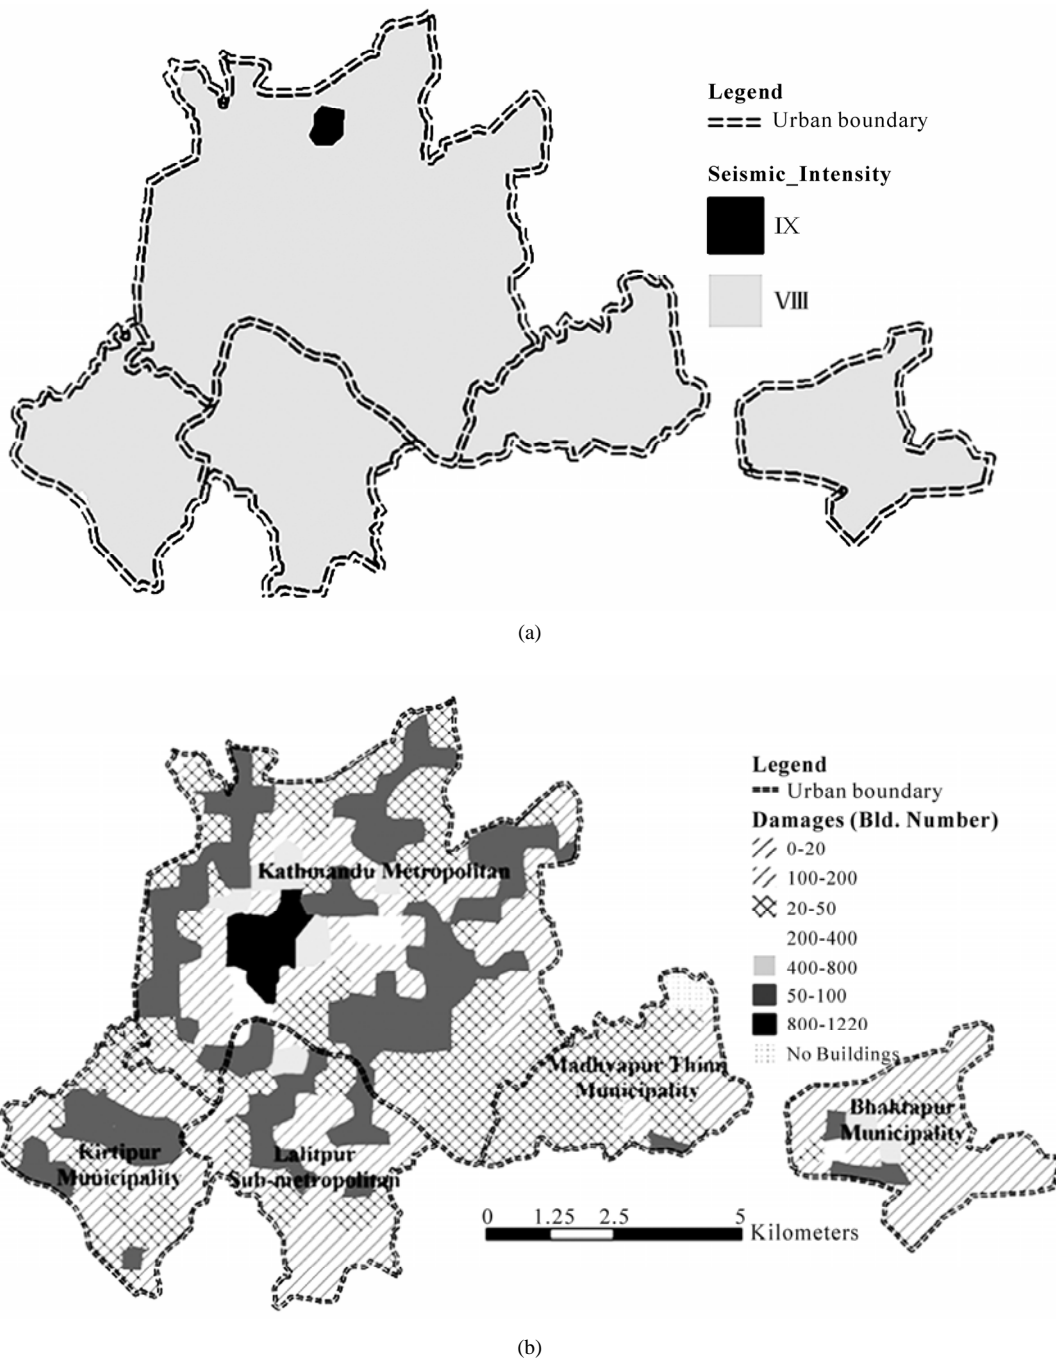 Legend
Urban boundary
Seismic_Intensity
IX
VIII
(a)
Legend
Urban boundary
Damages (Bld. Number)
0-20
100-200
20-50
200-400
400-800
50-100
800-1220
No Buildings
Kathmandu Metropolitan
Madhyapur Thimi
Municipality
Bhaktapur
Municipality
Kirtipur
Municipality
Lalitpur
Sub-metropolitan
0 1.25 2.5 5
Kilometers
(b)